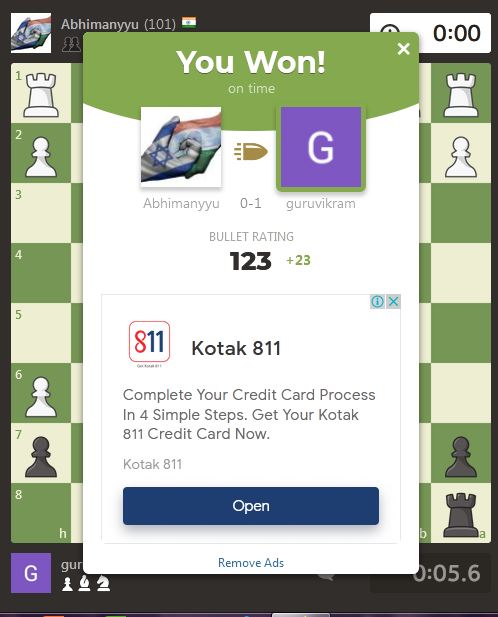 Abhimanyyu (101)
0:00
You Won!
on time
G
Abhimanyyu 0-1 guruvikram
BULLET RATING
123 +23
811
Kotak 811
Complete Your Credit Card Process
In 4 Simple Steps. Get Your Kotak
811 Credit Card Now.
Kotak 811
Open
Remove Ads
1
2
3
4
5
6
7
8
h b a
G gur
0:05.6